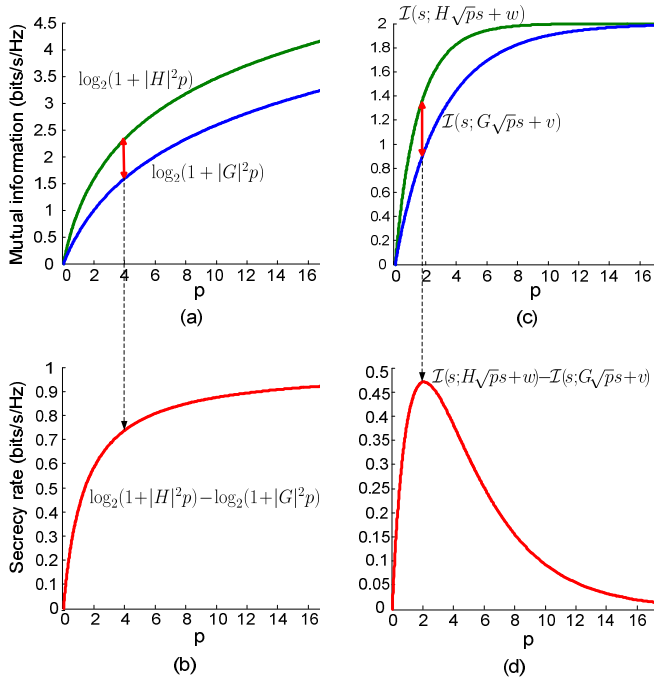 Mutual information (bits/s/Hz)
4.5
4
3.5
3
2.5
2
1.5
1
0.5
0
log₂(1 + |H|²p)
log₂(1 + |G|²p)
0 2 4 6 8 10 12 14 16
p
(a)
2
1.8
1.6
1.4
1.2
1
0.8
0.6
0.4
0.2
0
𝓘(s; H√ps + w)
𝓘(s; G√ps + v)
0 2 4 6 8 10 12 14 16
p
(c)
Secrecy rate (bits/s/Hz)
1
0.9
0.8
0.7
0.6
0.5
0.4
0.3
0.2
0.1
0
log₂(1+|H|²p)−log₂(1+|G|²p)
0 2 4 6 8 10 12 14 16
p
(b)
0.5
0.45
0.4
0.35
0.3
0.25
0.2
0.15
0.1
0.05
0
𝓘(s;H√ps+w)−𝓘(s;G√ps+v)
0 2 4 6 8 10 12 14 16
p
(d)